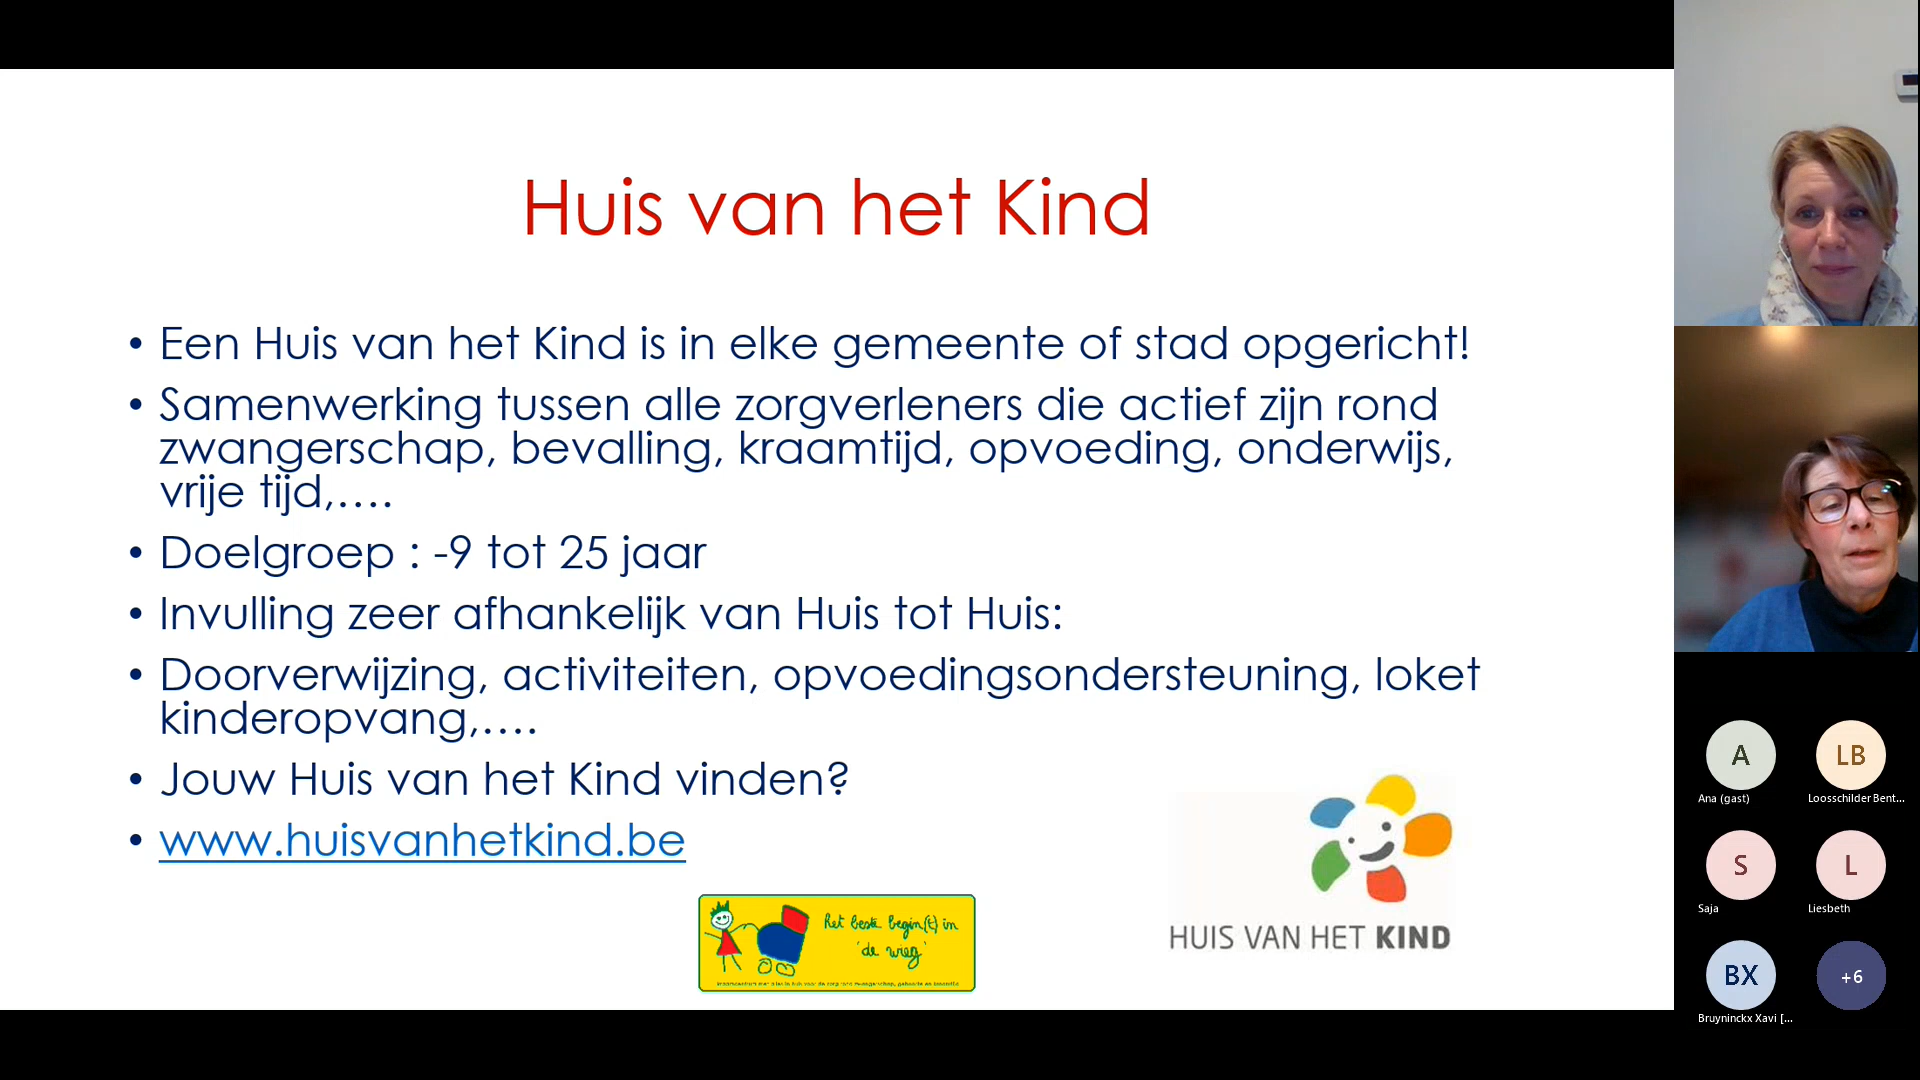 Huis van het Kind
• Een Huis van het Kind is in elke gemeente of stad opgericht!
• Samenwerking tussen alle zorgverleners die actief zijn rond
zwangerschap, bevalling, kraamtijd, opvoeding, onderwijs,
vrije tijd,….
• Doelgroep : -9 tot 25 jaar
• Invulling zeer afhankelijk van Huis tot Huis:
• Doorverwijzing, activiteiten, opvoedingsondersteuning, loket
kinderopvang,….
• Jouw Huis van het Kind vinden?
• www.huisvanhetkind.be
Het beste begin(t) in
'de wieg'
HUIS VAN HET KIND
A
Ana (gast)
LB
Loosschilder Bent...
S
Saja
L
Liesbeth
BX
Bruyninckx Xavi [...
+6